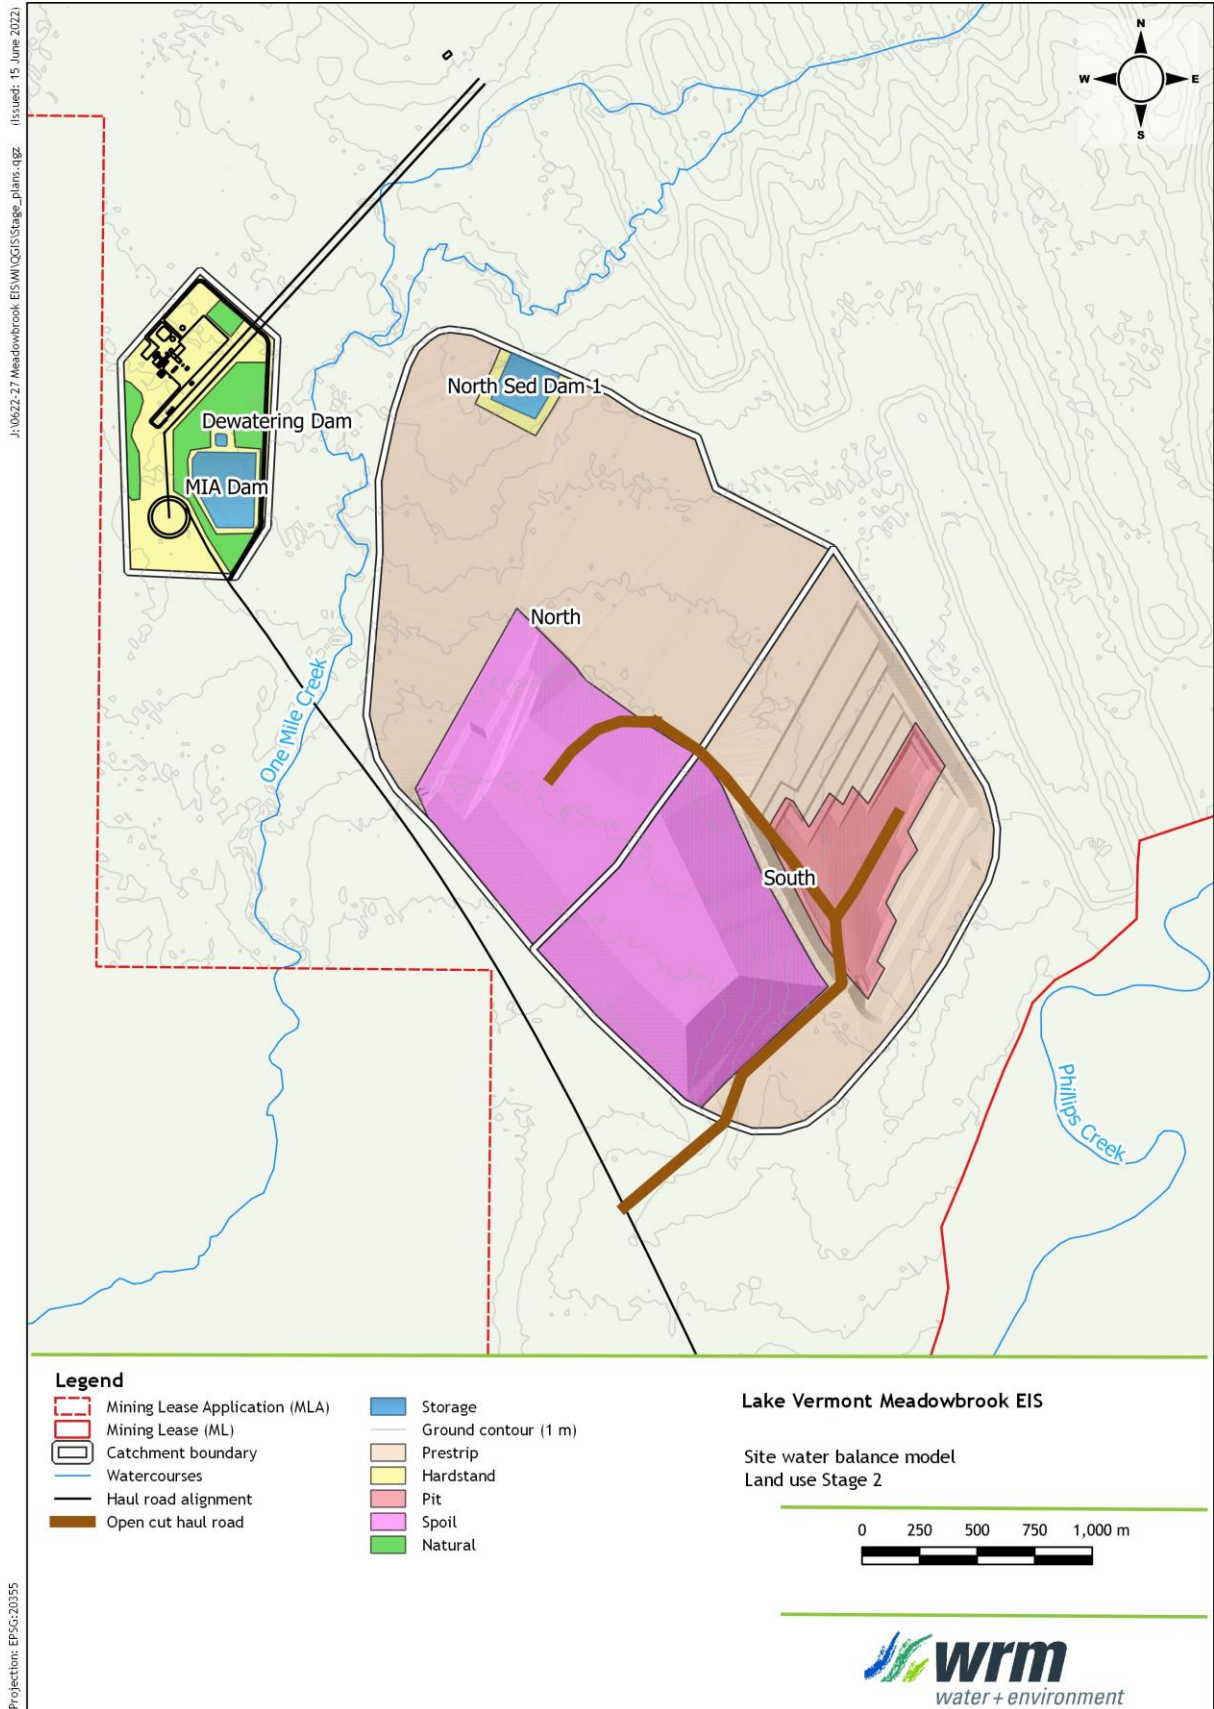 J:\0622-27 Meadowbrook EIS\WI\QGIS\Stage_plans.qgz (Issued: 15 June 2022)
N
W E
S
North Sed Dam 1
Dewatering Dam
MIA Dam
North
One Mile Creek
South
Phillips Creek
Legend
Mining Lease Application (MLA)
Mining Lease (ML)
Catchment boundary
Watercourses
Haul road alignment
Open cut haul road
Storage
Ground contour (1 m)
Prestrip
Hardstand
Pit
Spoil
Natural
Lake Vermont Meadowbrook EIS
Site water balance model
Land use Stage 2
0 250 500 750 1,000 m
Projection: EPSG:20355
wrm
water + environment